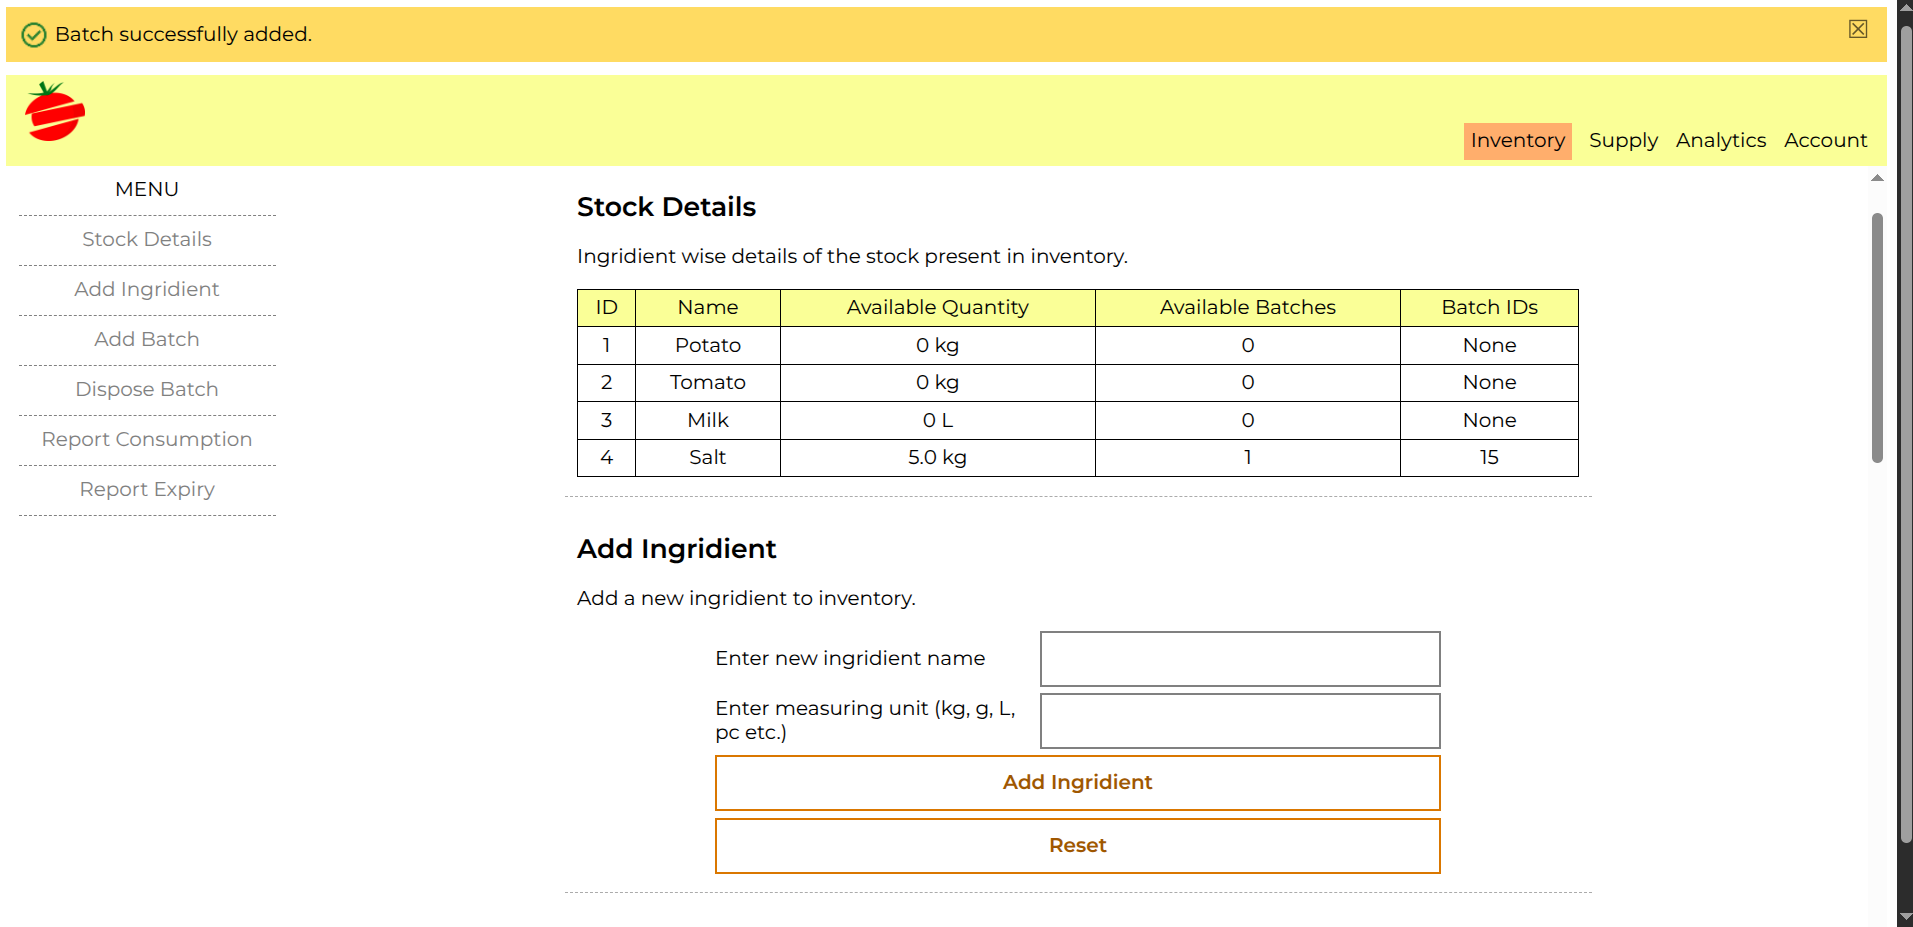 Batch successfully added.
Inventory Supply Analytics Account
MENU
Stock Details
Add Ingridient
Add Batch
Dispose Batch
Report Consumption
Report Expiry
Stock Details
Ingridient wise details of the stock present in inventory.
ID Name Available Quantity Available Batches Batch IDs
1 Potato 0 kg 0 None
2 Tomato 0 kg 0 None
3 Milk 0 L 0 None
4 Salt 5.0 kg 1 15
Add Ingridient
Add a new ingridient to inventory.
Enter new ingridient name
Enter measuring unit (kg, g, L,
pc etc.)
Add Ingridient
Reset